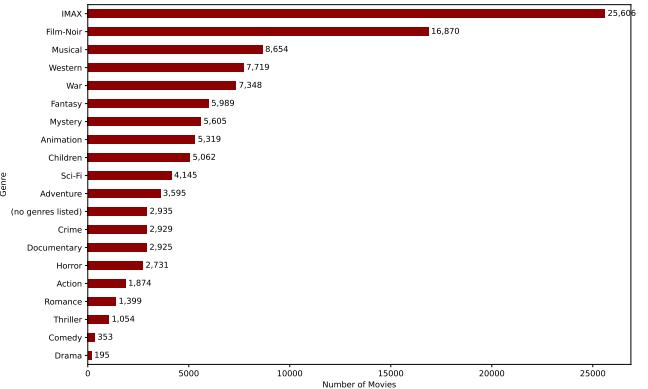 IMAX 25,606
Film-Noir 16,870
Musical 8,654
Western 7,719
War 7,348
Fantasy 5,989
Mystery 5,605
Animation 5,319
Children 5,062
Sci-Fi 4,145
Adventure 3,595
(no genres listed) 2,935
Crime 2,929
Documentary 2,925
Horror 2,731
Action 1,874
Romance 1,399
Thriller 1,054
Comedy 353
Drama 195
Genre
0 5000 10000 15000 20000 25000
Number of Movies